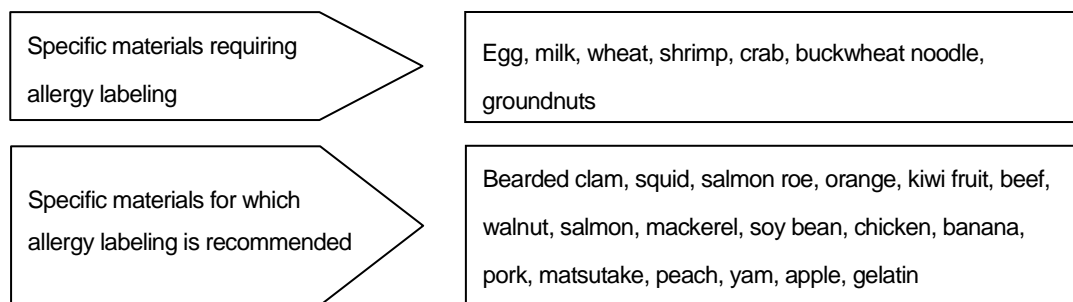 Specific materials requiring
allergy labeling
Egg, milk, wheat, shrimp, crab, buckwheat noodle,
groundnuts
Specific materials for which
allergy labeling is recommended
Bearded clam, squid, salmon roe, orange, kiwi fruit, beef,
walnut, salmon, mackerel, soy bean, chicken, banana,
pork, matsutake, peach, yam, apple, gelatin